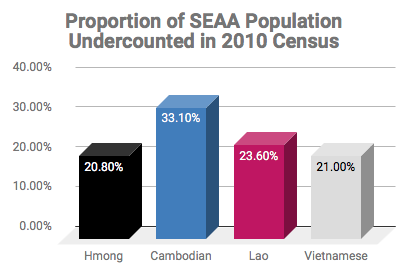 Proportion of SEAA Population
Undercounted in 2010 Census
40.00%
30.00%
20.00%
10.00%
0.00%
20.80%
33.10%
23.60%
21.00%
Hmong
Cambodian
Lao
Vietnamese